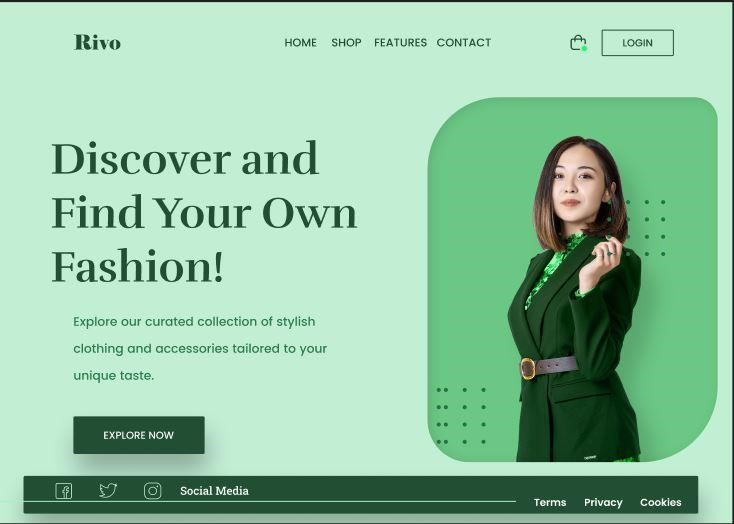 Rivo
HOME SHOP FEATURES CONTACT
LOGIN
Discover and
Find Your Own
Fashion!
Explore our curated collection of stylish
clothing and accessories tailored to your
unique taste.
EXPLORE NOW
Social Media
Terms Privacy Cookies